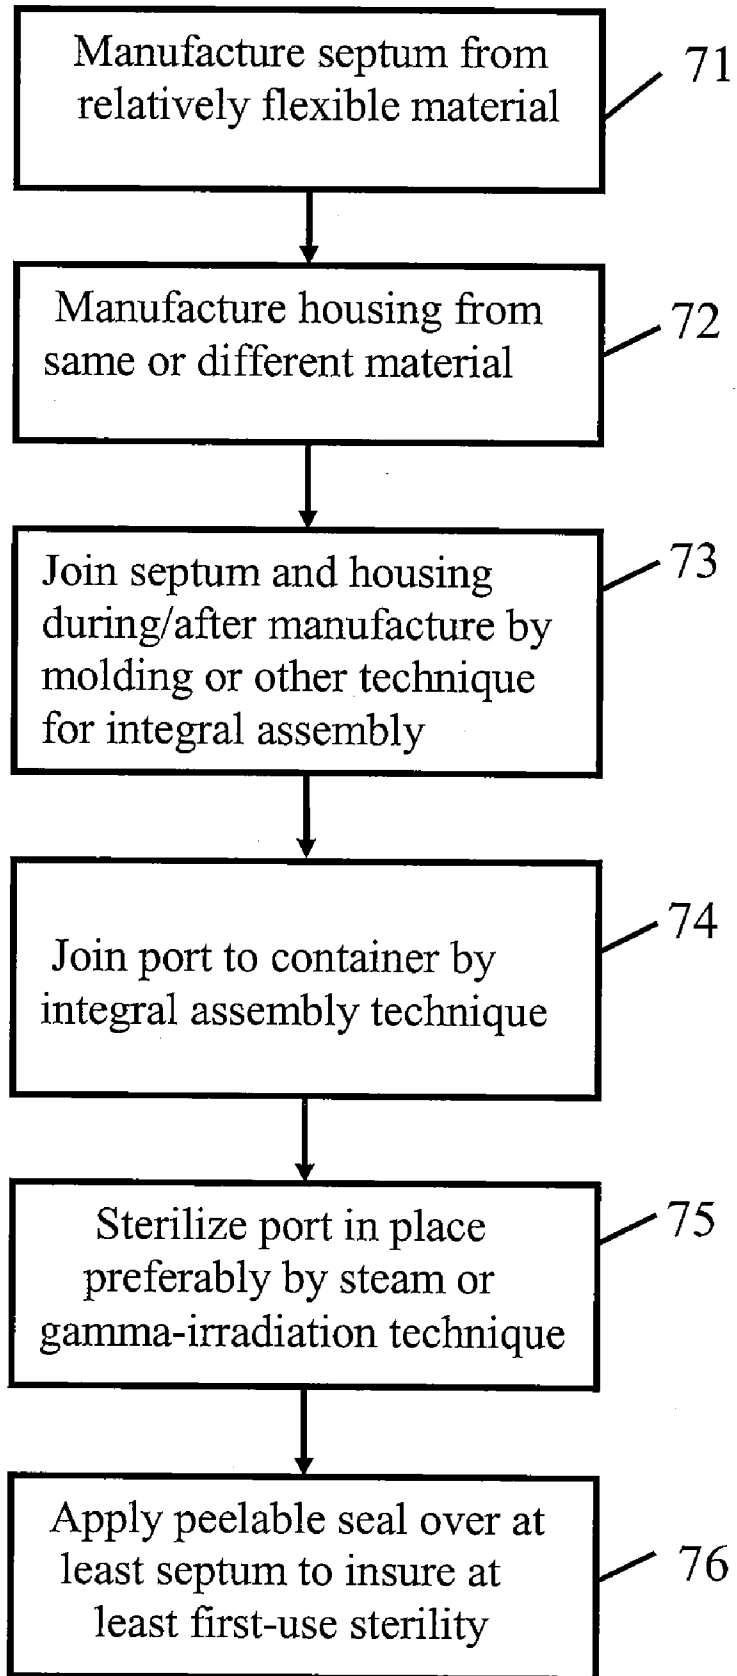 Manufacture septum from
relatively flexible material
71
Manufacture housing from
same or different material
72
Join septum and housing
during/after manufacture by
molding or other technique
for integral assembly
73
Join port to container by
integral assembly technique
74
Sterilize port in place
preferably by steam or
gamma-irradiation technique
75
Apply peelable seal over at
least septum to insure at
least first-use sterility
76